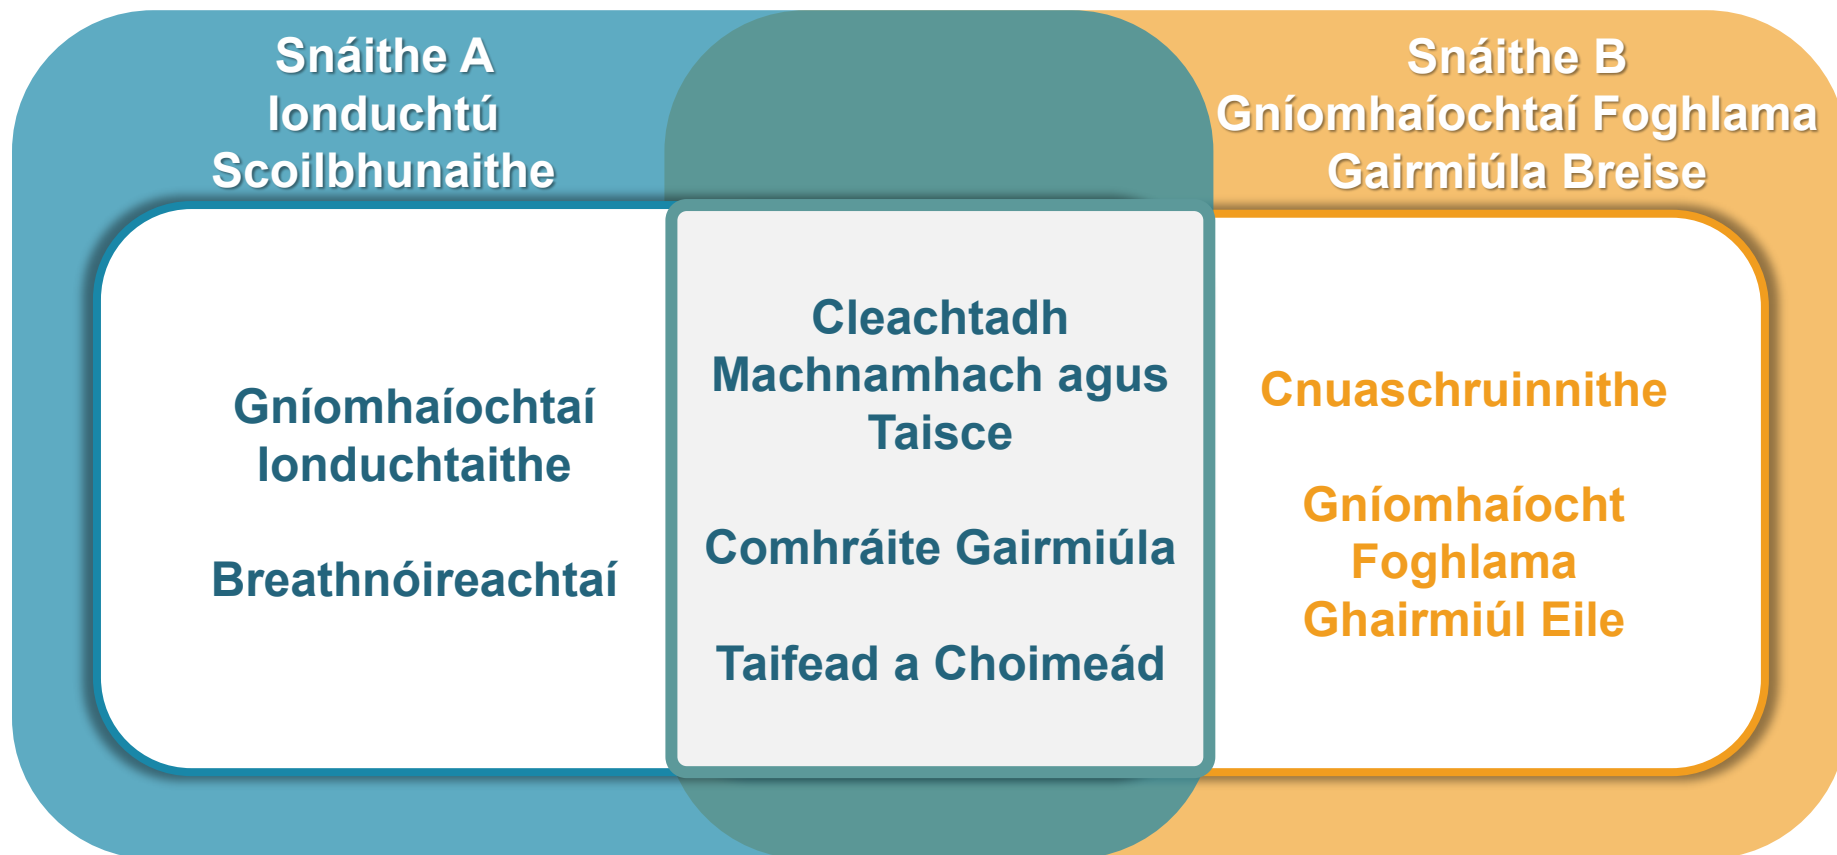 Snáithe A
Ionduchtú
Scoilbhunaithe
Gníomhaíochtaí
Ionduchtaithe
Breathnóireachtaí
Cleachtadh
Machnamhach agus
Taisce
Comhráite Gairmiúla
Taifead a Choimeád
Snáithe B
Gníomhaíochtaí Foghlama
Gairmiúla Breise
Cnuaschruinnithe
Gníomhaíocht
Foghlama
Ghairmiúl Eile